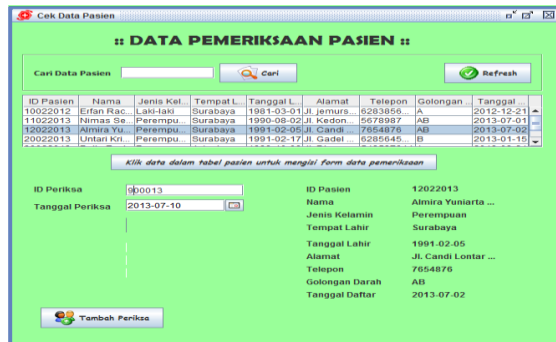 Cek Data Pasien
:: DATA PEMERIKSAAN PASIEN ::
Cari Data Pasien Cari Refresh
ID Pasien Nama Jenis Kel... Tempat L... Tanggal L... Alamat Telepon Golongan ... Tanggal ...
10022012 Erfan Rac... Laki-laki Surabaya 1981-03-01 Jl. jemurs... 6283856... A 2012-12-21
11022013 Nimas Se... Perempu... Surabaya 1990-08-02 Jl. Kedon... 5678987 AB 2013-07-01
12022013 Almira Yu... Perempu... Surabaya 1991-02-05 Jl. Candi ... 7654876 AB 2013-07-02
20022013 Untari Kri... Perempu... Surabaya 1991-02-17 Jl. Gadel ... 6285645... B 2013-01-15
Klik data dalam tabel pasien untuk mengisi form data pemeriksaan
ID Periksa 900013
Tanggal Periksa 2013-07-10
ID Pasien 12022013
Nama Almira Yuniarta ...
Jenis Kelamin Perempuan
Tempat Lahir Surabaya
Tanggal Lahir 1991-02-05
Alamat Jl. Candi Lontar ...
Telepon 7654876
Golongan Darah AB
Tanggal Daftar 2013-07-02
Tambah Periksa